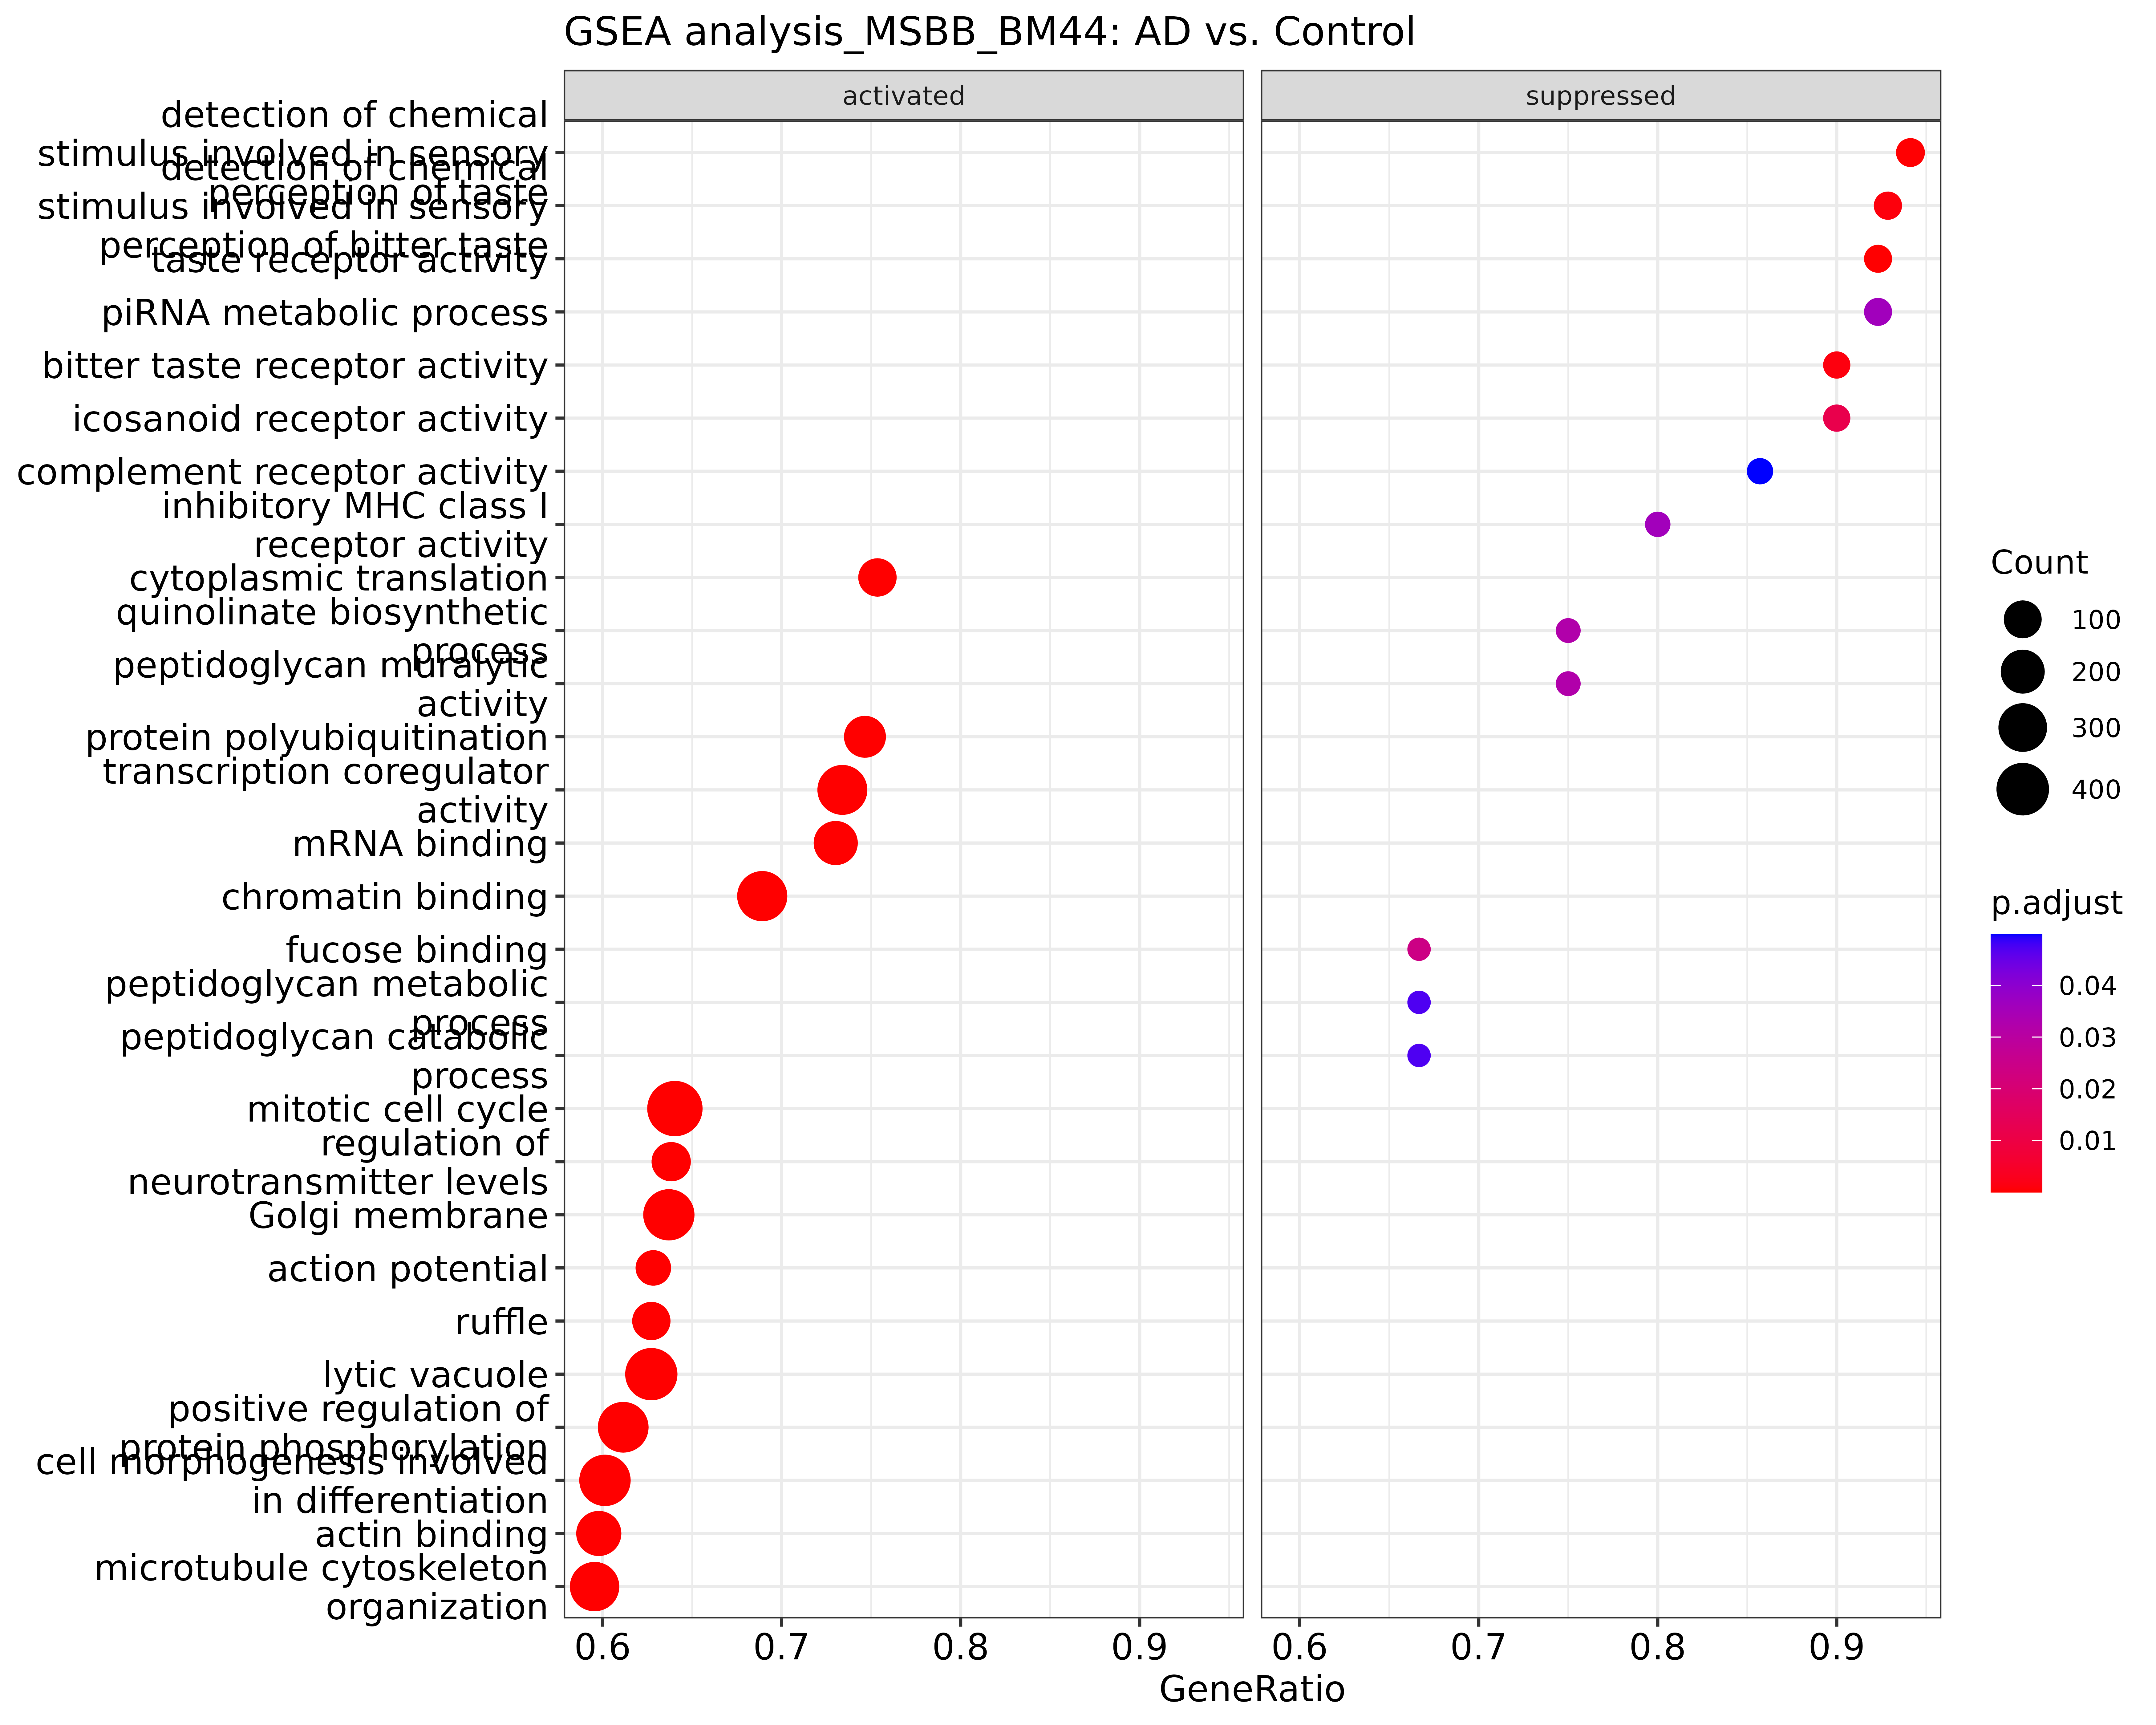 GSEA analysis_MSBB_BM44: AD vs. Control
activated
suppressed
detection of chemical
stimulus involved in sensory
perception of taste
detection of chemical
stimulus involved in sensory
perception of bitter taste
taste receptor activity
piRNA metabolic process
bitter taste receptor activity
icosanoid receptor activity
complement receptor activity
inhibitory MHC class I
receptor activity
cytoplasmic translation
quinolinate biosynthetic
process
peptidoglycan muralytic
activity
protein polyubiquitination
transcription coregulator
activity
mRNA binding
chromatin binding
fucose binding
peptidoglycan metabolic
process
peptidoglycan catabolic
process
mitotic cell cycle
regulation of
neurotransmitter levels
Golgi membrane
action potential
ruffle
lytic vacuole
positive regulation of
protein phosphorylation
cell morphogenesis involved
in differentiation
actin binding
microtubule cytoskeleton
organization
0.6 0.7 0.8 0.9
0.6 0.7 0.8 0.9
GeneRatio
Count
100
200
300
400
p.adjust
0.04
0.03
0.02
0.01